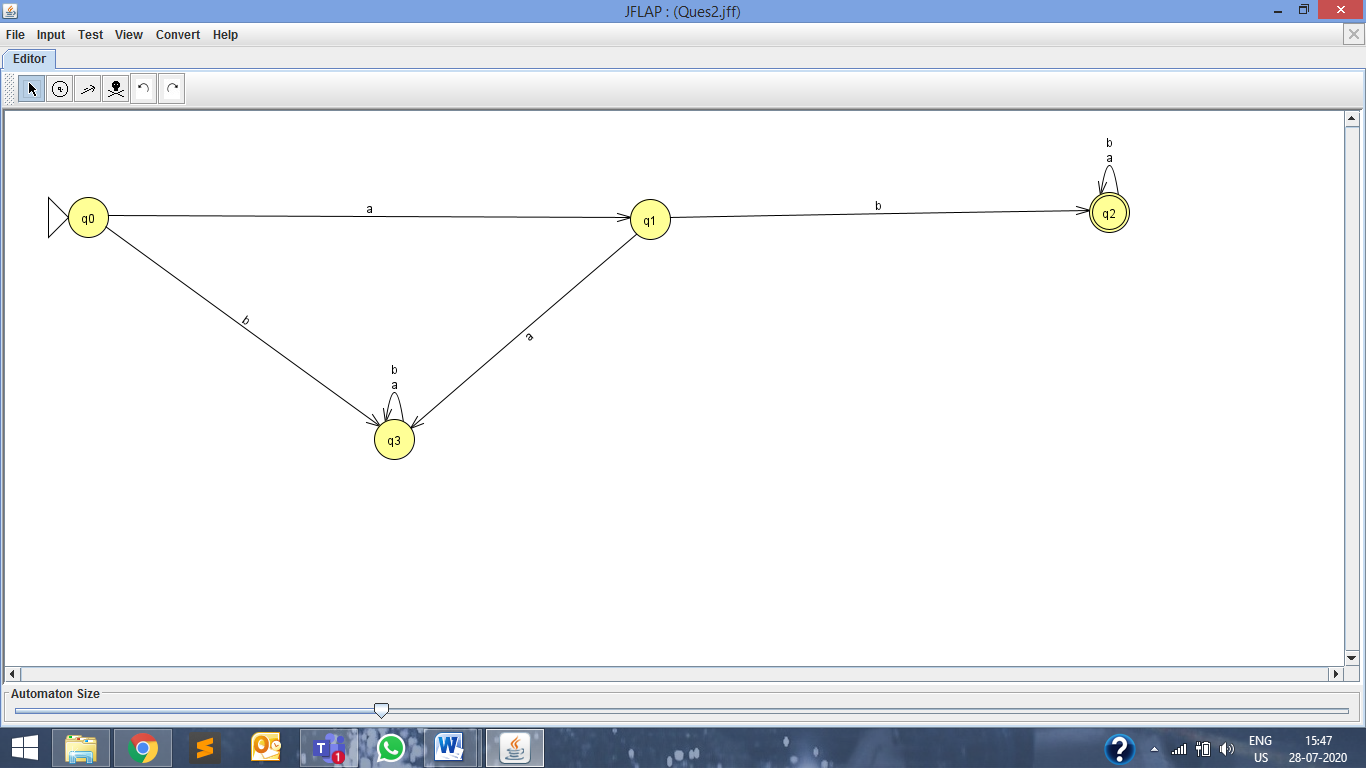 JFLAP : (Ques2.jff)
File Input Test View Convert Help
Editor
b
a
a
b
q0
q1
q2
b
a
b
a
q3
Automaton Size
1
?
ENG
US
15:47
28-07-2020